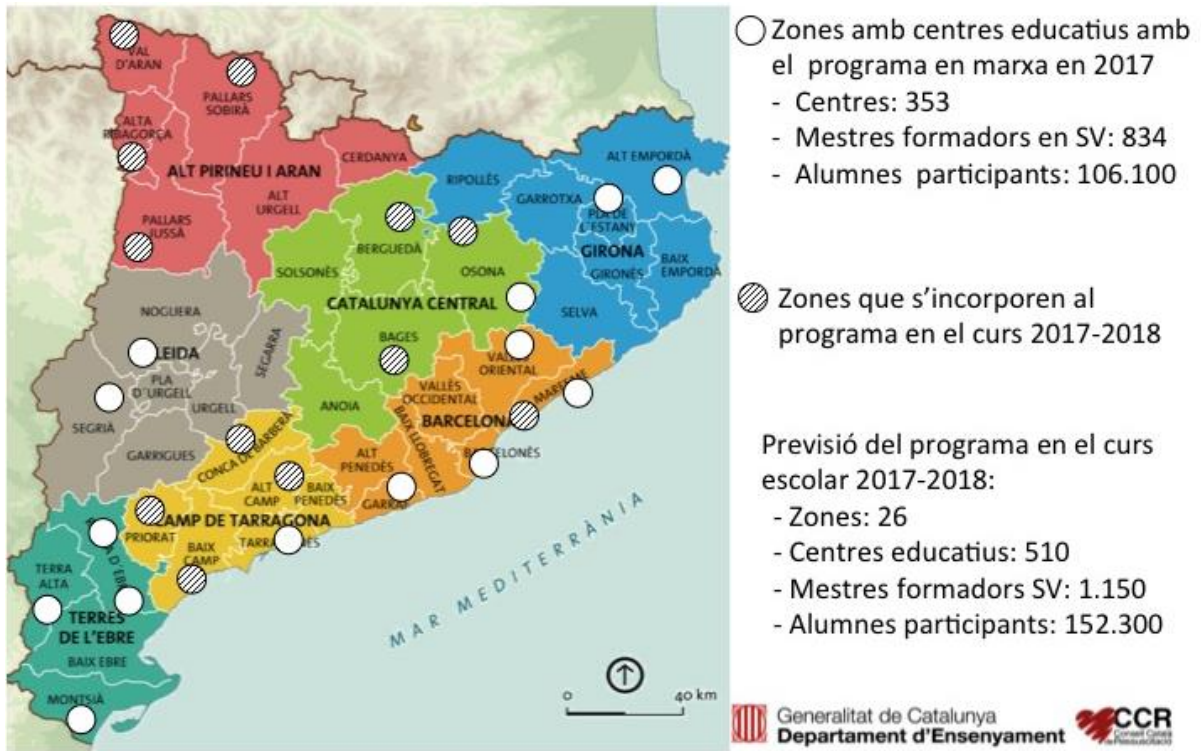 VAL
D'ARAN
PALLARS
SOBIRÀ
ALTA
RIBAGORÇA
ALT PIRINEU I ARAN
CERDANYA
ALT
URGELL
PALLARS
JUSSÀ
RIPOLLÈS
ALT EMPORDÀ
GARROTXA
PLA DE
L'ESTANY
GIRONA
GIRONÈS
BAIX
EMPORDÀ
SELVA
BERGUEDÀ
SOLSONÈS
OSONA
CATALUNYA CENTRAL
BAGES
ANOIA
NOGUERA
LEIDA
PLA
D'URGELL
SEGARRA
URGELL
SEGRIÀ
GARRIGUES
VALLÈS
ORIENTAL
VALLÈS
OCCIDENTAL
MARESME
BARCELONA
BAIX LLOBREGAT
ALT
PENEDÈS
GARRAF
CONCA DE BARBERÀ
ALT
CAMP
BAIX
PENEDÈS
CAMP DE TARRAGONA
PRIORAT
BAIX
CAMP
TERRA
ALTA
D'EBRE
TERRES
DE L'EBRE
BAIX EBRE
MONTSIÀ
MAR MEDITERRÀNIA
0 40 km
Zones amb centres educatius amb
el programa en marxa en 2017
- Centres: 353
- Mestres formadors en SV: 834
- Alumnes participants: 106.100
Zones que s'incorporen al
programa en el curs 2017-2018
Previsió del programa en el curs
escolar 2017-2018:
- Zones: 26
- Centres educatius: 510
- Mestres formadors SV: 1.150
- Alumnes participants: 152.300
Generalitat de Catalunya
Departament d'Ensenyament
CCR
Consell Català
de Ressuscitació